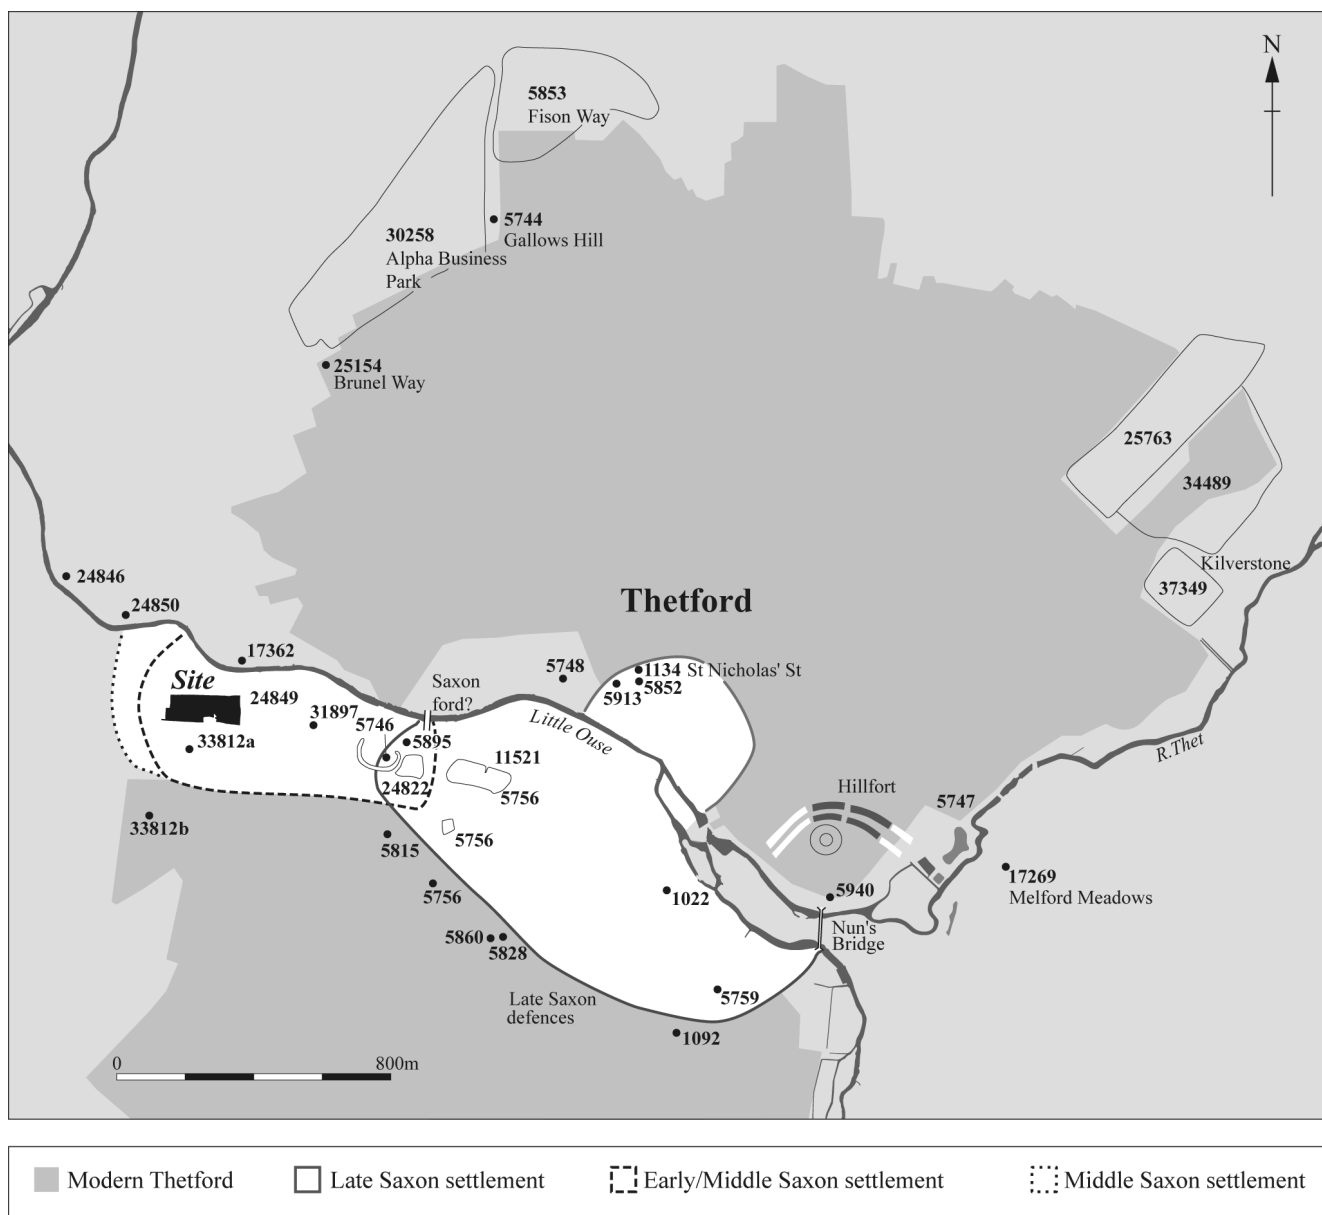 N
5853
Fison Way
5744
Gallows Hill
30258
Alpha Business
Park
25154
Brunel Way
25763
34489
Kilverstone
37349
24846
24850
Thetford
17362
Site
24849
31897
33812a
33812b
Saxon
ford?
5746
5895
24822
5748
1134 St Nicholas' St
5852
5913
Little Ouse
11521
5756
5756
5815
5756
5860
5828
Hillfort
5747
R.Thet
17269
Melford Meadows
5940
1022
Nun's
Bridge
5759
1092
Late Saxon
defences
0 800m
Modern Thetford
Late Saxon settlement
Early/Middle Saxon settlement
Middle Saxon settlement